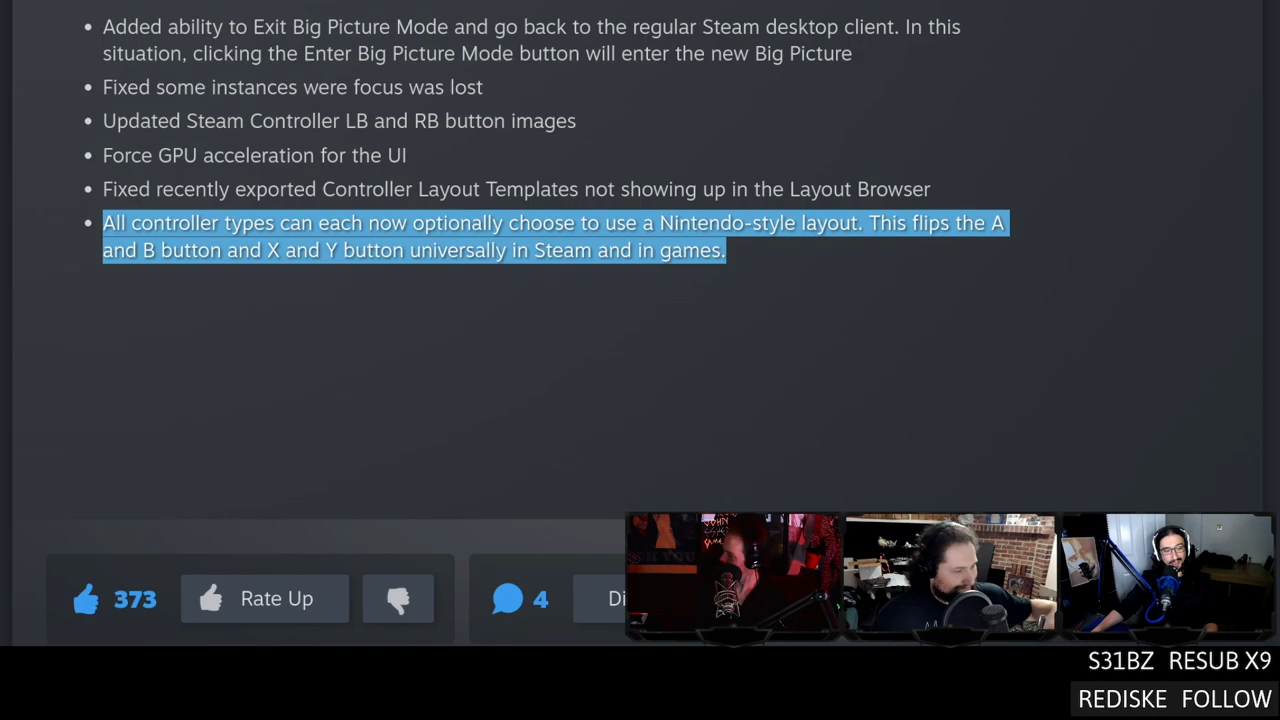 • Added ability to Exit Big Picture Mode and go back to the regular Steam desktop client. In this
situation, clicking the Enter Big Picture Mode button will enter the new Big Picture
• Fixed some instances were focus was lost
• Updated Steam Controller LB and RB button images
• Force GPU acceleration for the UI
• Fixed recently exported Controller Layout Templates not showing up in the Layout Browser
• All controller types can each now optionally choose to use a Nintendo-style layout. This flips the A
and B button and X and Y button universally in Steam and in games.
373 Rate Up 4 Di
S31BZ RESUB X9
REDISKE FOLLOW